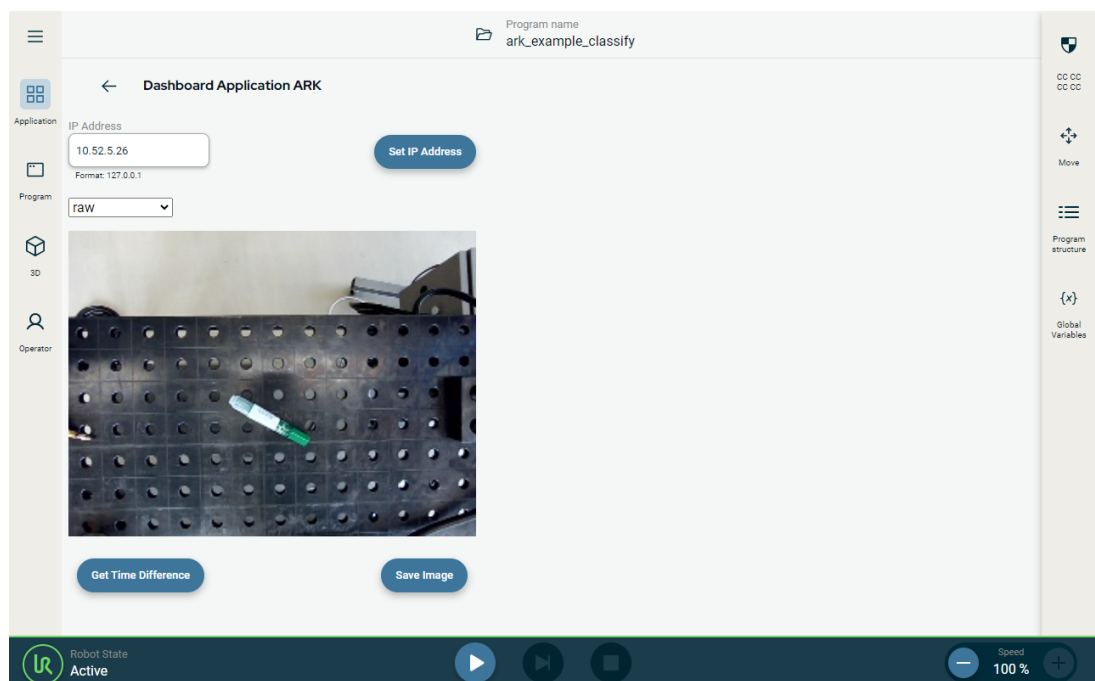 Program name
ark_example_classify
Dashboard Application ARK
Application
Program
3D
Operator
IP Address
10.52.5.26
Set IP Address
Format: 127.0.0.1
raw
Get Time Difference
Save Image
CC CC
CC CC
Move
Program
structure
{x}
Global
Variables
UR
Robot State
Active
Speed
100 %